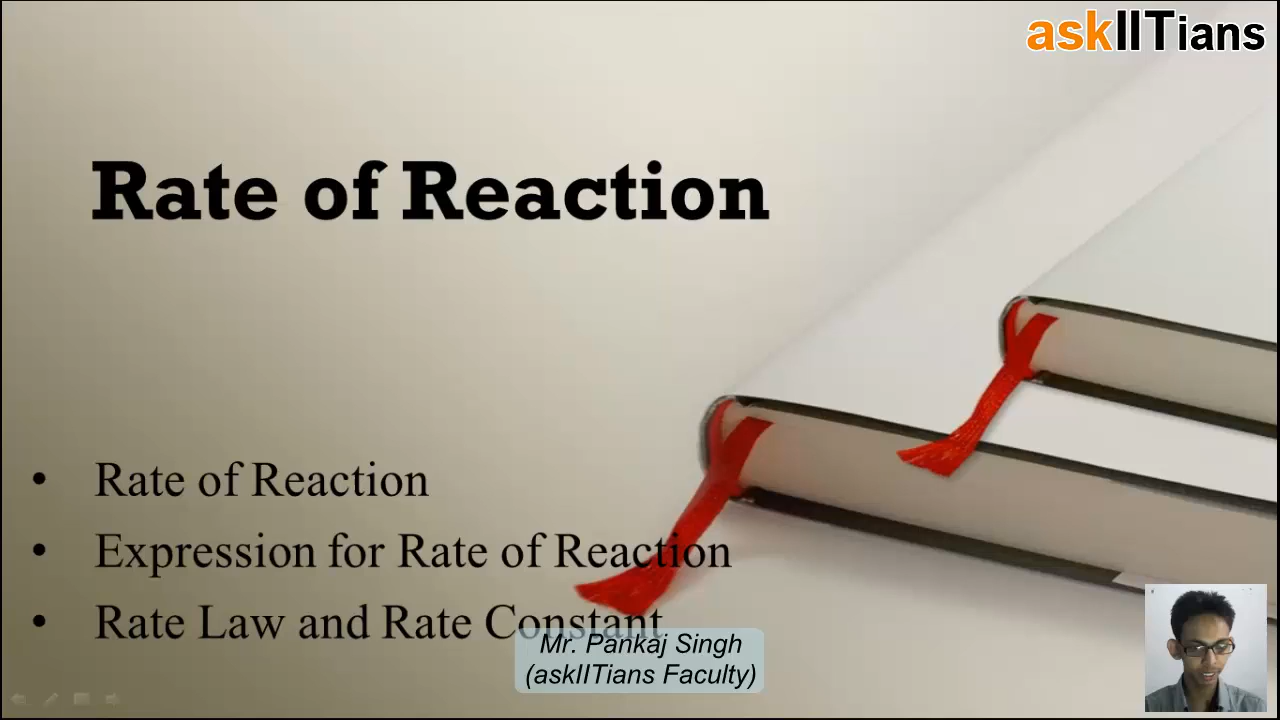 askIITians
Rate of Reaction
• Rate of Reaction
• Expression for Rate of Reaction
• Rate Law and Rate Constant
Mr. Pankaj Singh
(askIITians Faculty)